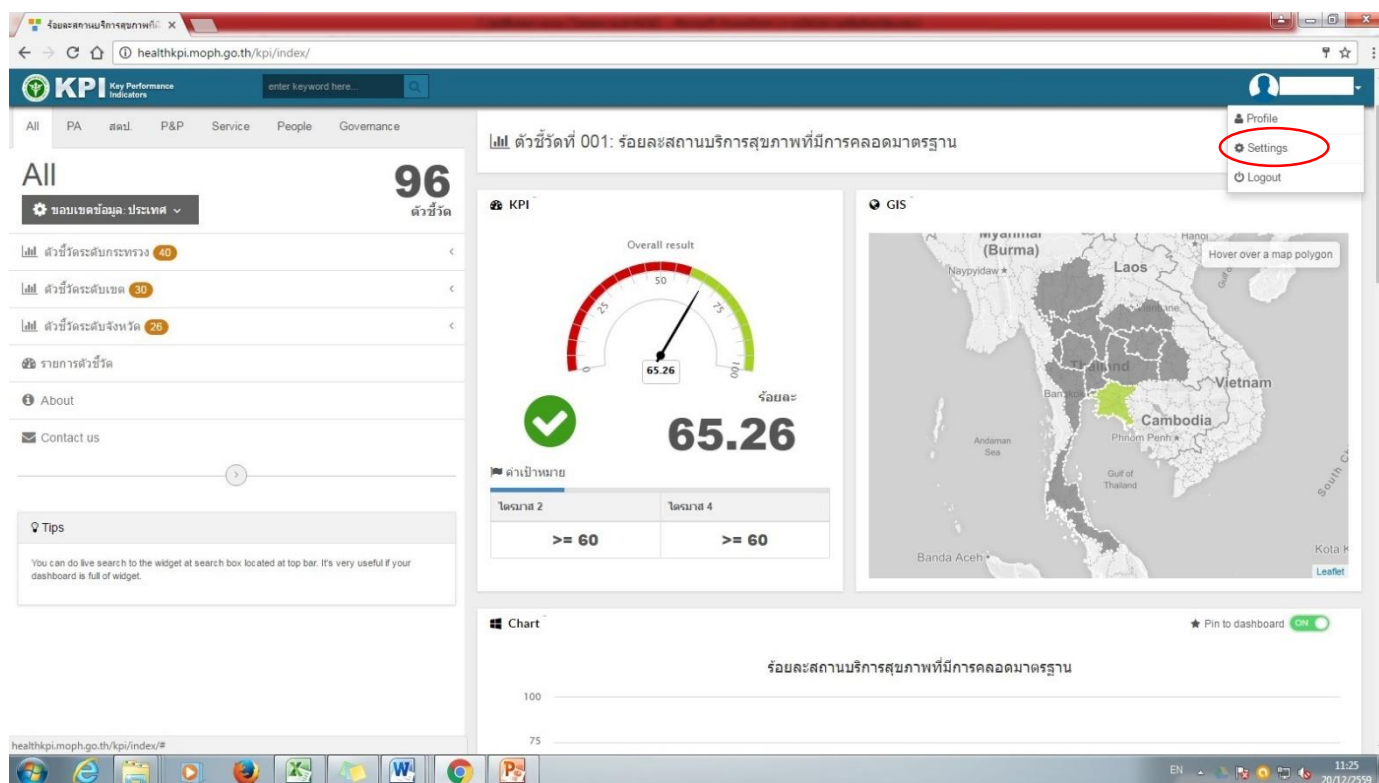 ร้อยละสถานบริการสุขภาพที่มี
healthkpi.moph.go.th/kpi/index/
KPI Key Performance Indicators
enter keyword here...
Profile
Settings
Logout
All PA สตป. P&P Service People Governance
All
96
ขอบเขตข้อมูล: ประเทศ
ตัวชี้วัด
ตัวชี้วัดระดับกระทรวง 40
ตัวชี้วัดระดับเขต 30
ตัวชี้วัดระดับจังหวัด 26
รายการตัวชี้วัด
About
Contact us
Tips
You can do live search to the widget at search box located at top bar. It's very useful if your
dashboard is full of widget.
ตัวชี้วัดที่ 001: ร้อยละสถานบริการสุขภาพที่มีการคลอดมาตรฐาน
KPI
Overall result
0 25 50 75 100
65.26
ร้อยละ
65.26
ค่าเป้าหมาย
ไตรมาส 2 ไตรมาส 4
>= 60 >= 60
GIS
Hover over a map polygon
Myanmar
(Burma)
Hanoi
Naypyidaw
Laos
Vientiane
Thailand
Bangkok
Vietnam
Cambodia
Phnom Penh
Andaman
Sea
Gulf of
Thailand
South
Banda Aceh
Kota
Leaflet
Chart
Pin to dashboard ON
ร้อยละสถานบริการสุขภาพที่มีการคลอดมาตรฐาน
100
75
healthkpi.moph.go.th/kpi/index/#
EN
11:25
20/12/2559